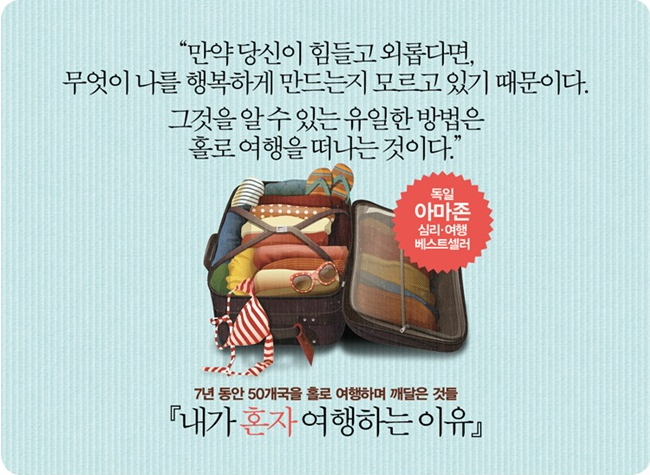 “만약 당신이 힘들고 외롭다면,
무엇이 나를 행복하게 만드는지 모르고 있기 때문이다.
그것을 알 수 있는 유일한 방법은
홀로 여행을 떠나는 것이다.”
독일
아마존
심리·여행
베스트셀러
7년 동안 50개국을 홀로 여행하며 깨달은 것들
『내가 혼자 여행하는 이유』